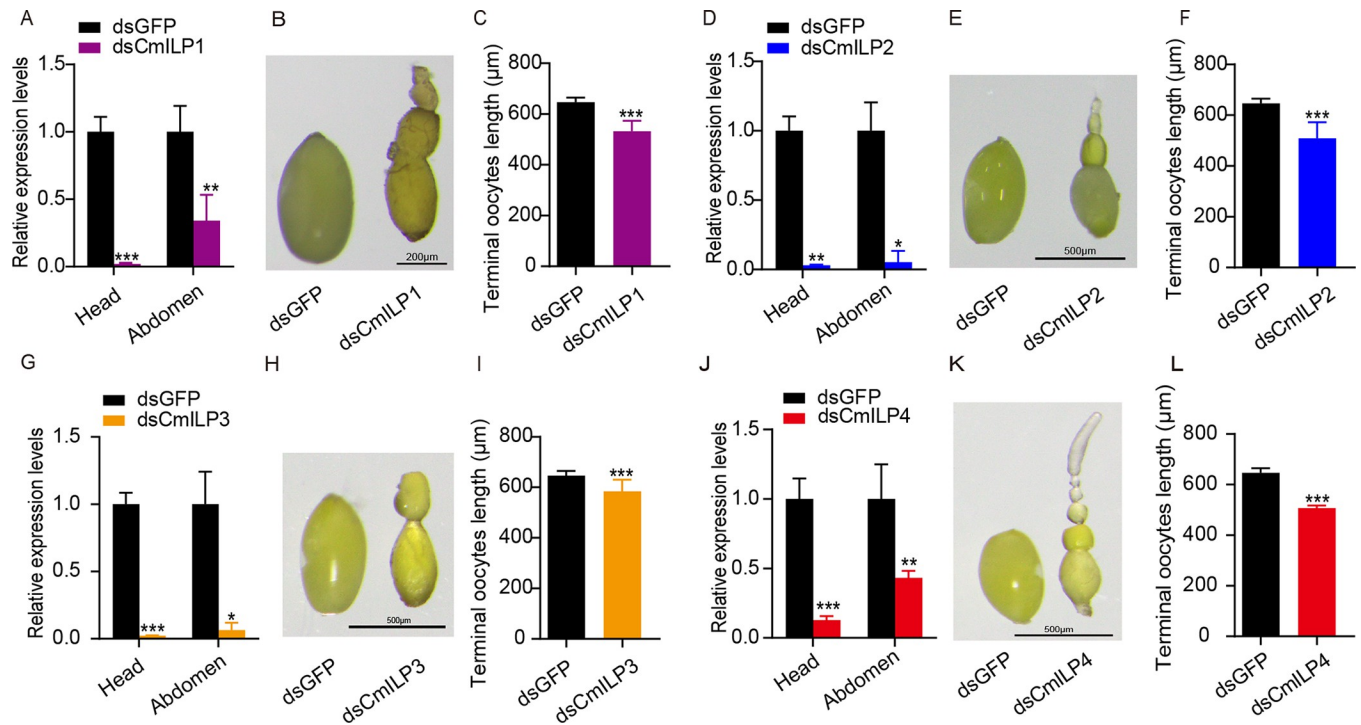 A
dsGFP
dsCmILP1
Relative expression levels
1.5
1.0
0.5
0.0
***
**
Head
Abdomen
B
200μm
dsGFP
dsCmILP1
C
Terminal oocytes length (μm)
800
600
400
200
0
***
dsGFP
dsCmILP1
D
dsGFP
dsCmILP2
Relative expression levels
1.5
1.0
0.5
0.0
**
*
Head
Abdomen
E
500μm
dsGFP
dsCmILP2
F
Terminal oocytes length (μm)
800
600
400
200
0
***
dsGFP
dsCmILP2
G
dsGFP
dsCmILP3
Relative expression levels
1.5
1.0
0.5
0.0
***
*
Head
Abdomen
H
500μm
dsGFP
dsCmILP3
I
Terminal oocytes length (μm)
800
600
400
200
0
***
dsGFP
dsCmILP3
J
dsGFP
dsCmILP4
Relative expression levels
1.5
1.0
0.5
0.0
***
**
Head
Abdomen
K
500μm
dsGFP
dsCmILP4
L
Terminal oocytes length (μm)
800
600
400
200
0
***
dsGFP
dsCmILP4